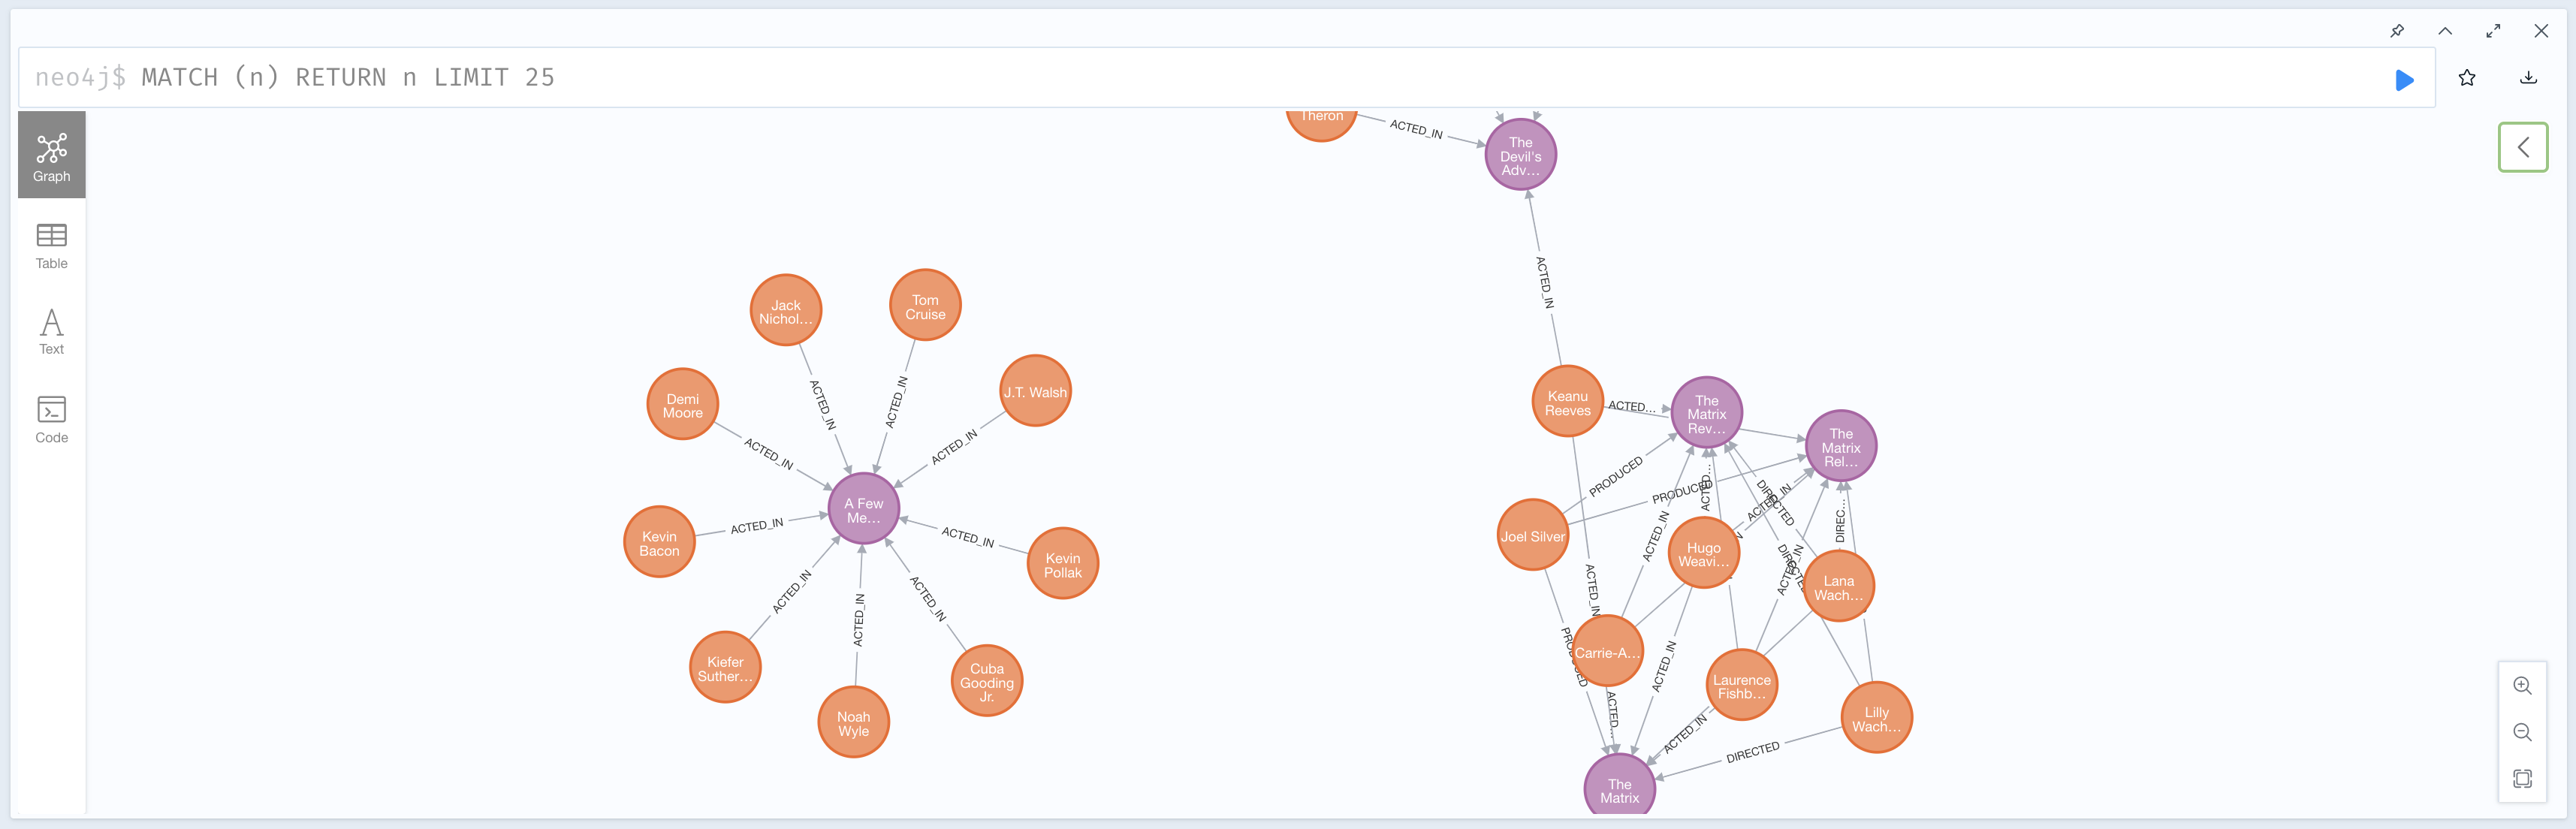 neo4j$ MATCH (n) RETURN n LIMIT 25
Graph
Table
Text
Code
Theron
ACTED_IN
The
Devil's
Adv...
ACTED_IN
Jack
Nichol...
Tom
Cruise
J.T. Walsh
Demi
Moore
ACTED_IN
ACTED_IN
ACTED_IN
ACTED_IN
A Few
Me...
Kevin
Bacon
ACTED_IN
ACTED_IN
Kevin
Pollak
ACTED_IN
ACTED_IN
ACTED_IN
Kiefer
Suther...
Noah
Wyle
Cuba
Gooding
Jr.
Keanu
Reeves
ACTED...
The
Matrix
Rev...
The
Matrix
Rel...
PRODUCED
PRODUCED
ACTED...
ACTED_IN
DIRECTED
DIREC...
Joel Silver
ACTED_IN
Hugo
Weavi...
ACTED_IN
ACTED_IN
Lana
Wach...
Carrie-A...
PRODUCED
ACTED_IN
Laurence
Fishb...
Lilly
Wach...
ACTED...
ACTED_IN
DIRECTED
The
Matrix